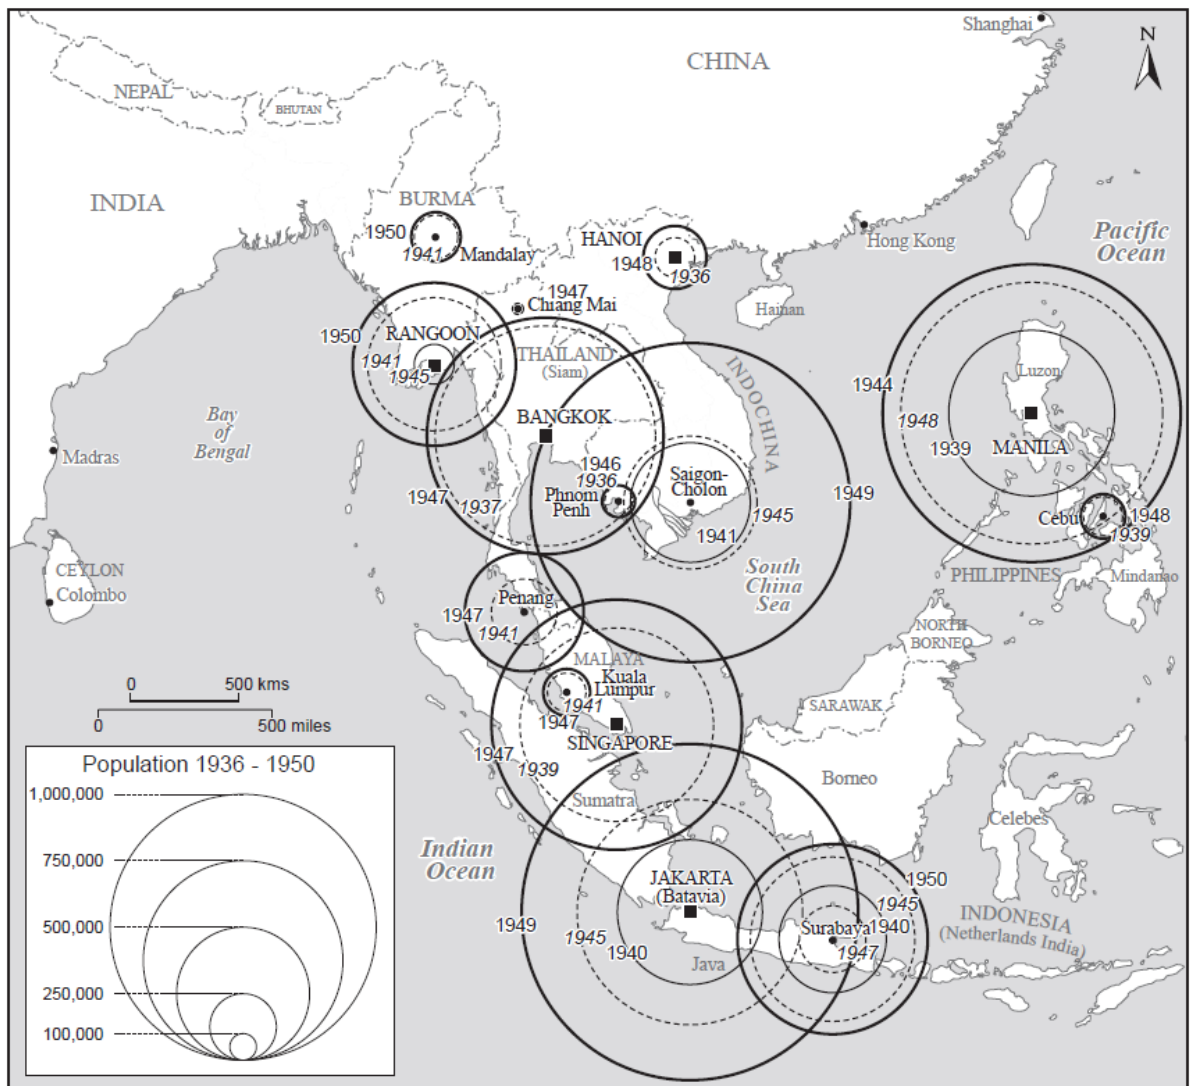 Shanghai
N
CHINA
NEPAL
BHUTAN
INDIA
BURMA
1950
1941
Mandalay
HANOI
1948
1936
Hong Kong
Pacific
Ocean
Hainan
1947
Chiang Mai
1950
RANGOON
1941
1945
THAILAND
(Siam)
INDOCHINA
Luzon
1944
1948
1939
MANILA
Bay
of
Bengal
Madras
BANGKOK
1946
1936
Phnom
Penh
Saigon-
Cholon
1947
1937
1941
1945
1949
Cebu
1948
1939
PHILIPPINES
Mindanao
South
China
Sea
CEYLON
Colombo
Penang
1947
1941
NORTH
BORNEO
MALAYA
Kuala
Lumpur
1941
1947
SARAWAK
SINGAPORE
0 500 kms
0 500 miles
1947
1939
Sumatra
Borneo
Celebes
Population 1936 - 1950
1,000,000
750,000
500,000
250,000
100,000
Indian
Ocean
JAKARTA
(Batavia)
1949
1945
1940
Java
1950
1945
Surabaya
1940
1947
INDONESIA
(Netherlands India)